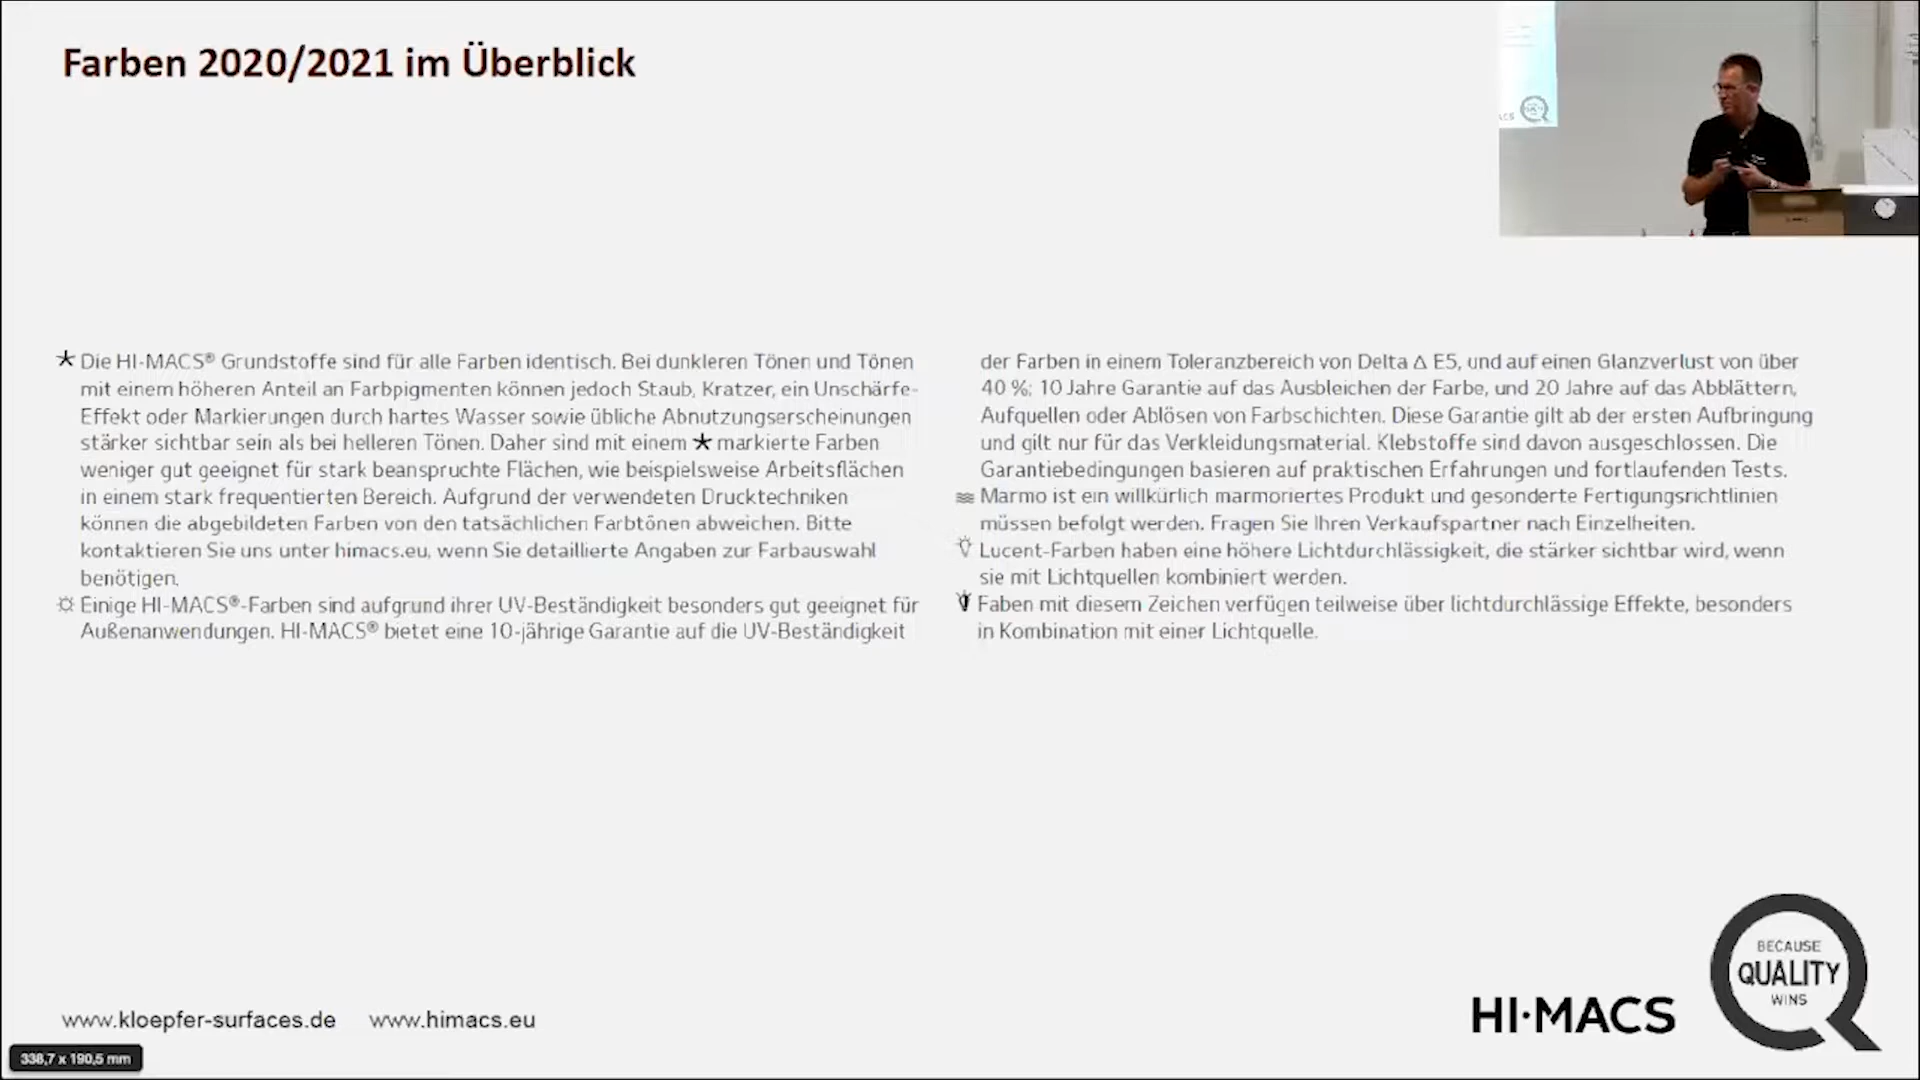 Farben 2020/2021 im Überblick
★ Die HI-MACS® Grundstoffe sind für alle Farben identisch. Bei dunkleren Tönen und Tönen
mit einem höheren Anteil an Farbpigmenten können jedoch Staub, Kratzer, ein Unschärfe-
Effekt oder Markierungen durch hartes Wasser sowie übliche Abnutzungserscheinungen
stärker sichtbar sein als bei helleren Tönen. Daher sind mit einem ★ markierte Farben
weniger gut geeignet für stark beanspruchte Flächen, wie beispielsweise Arbeitsflächen
in einem stark frequentierten Bereich. Aufgrund der verwendeten Drucktechniken
können die abgebildeten Farben von den tatsächlichen Farbtönen abweichen. Bitte
kontaktieren Sie uns unter himacs.eu, wenn Sie detaillierte Angaben zur Farbauswahl
benötigen.
Einige HI-MACS®-Farben sind aufgrund ihrer UV-Beständigkeit besonders gut geeignet für
Außenanwendungen. HI-MACS® bietet eine 10-jährige Garantie auf die UV-Beständigkeit
der Farben in einem Toleranzbereich von Delta Δ E5, und auf einen Glanzverlust von über
40 %; 10 Jahre Garantie auf das Ausbleichen der Farbe, und 20 Jahre auf das Abblättern,
Aufquellen oder Ablösen von Farbschichten. Diese Garantie gilt ab der ersten Aufbringung
und gilt nur für das Verkleidungsmaterial. Klebstoffe sind davon ausgeschlossen. Die
Garantiebedingungen basieren auf praktischen Erfahrungen und fortlaufenden Tests.
Marmo ist ein willkürlich marmoriertes Produkt und gesonderte Fertigungsrichtlinien
müssen befolgt werden. Fragen Sie Ihren Verkaufspartner nach Einzelheiten.
Lucent-Farben haben eine höhere Lichtdurchlässigkeit, die stärker sichtbar wird, wenn
sie mit Lichtquellen kombiniert werden.
Faben mit diesem Zeichen verfügen teilweise über lichtdurchlässige Effekte, besonders
in Kombination mit einer Lichtquelle.
www.kloepfer-surfaces.de www.himacs.eu
HI·MACS
BECAUSE
QUALITY
WINS
338,7 x 190,5 mm